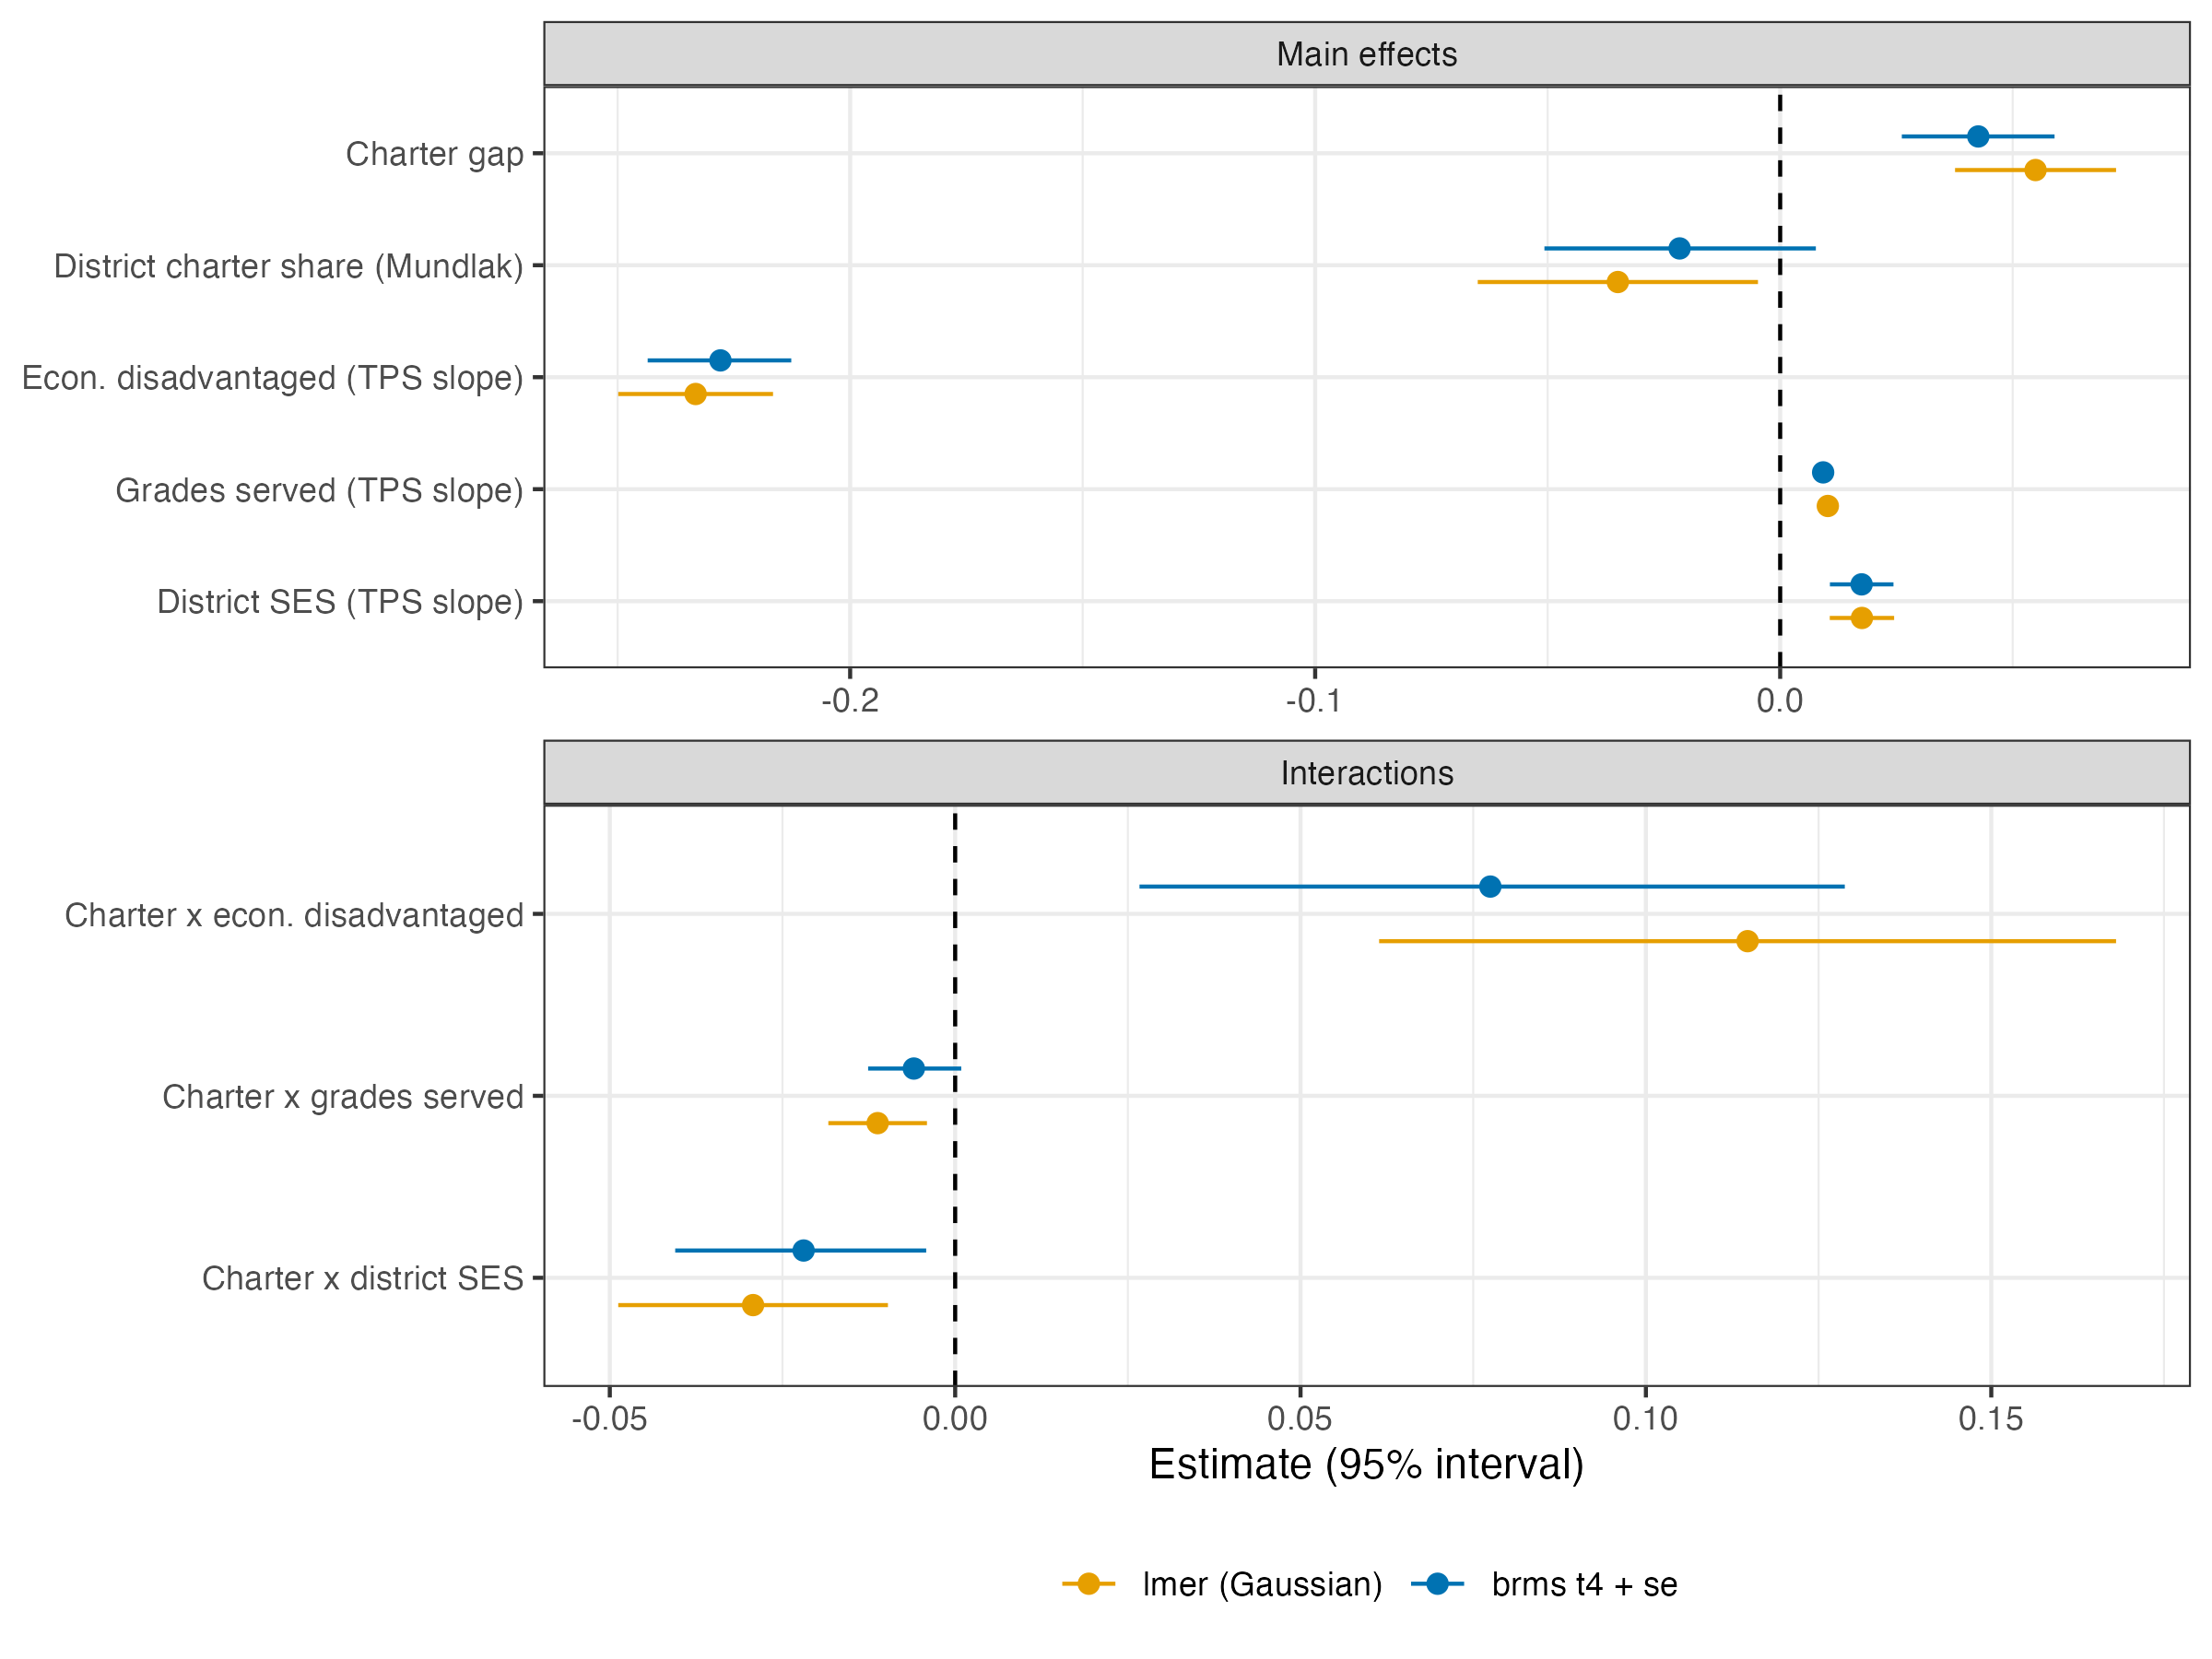 Main effects
Charter gap
District charter share (Mundlak)
Econ. disadvantaged (TPS slope)
Grades served (TPS slope)
District SES (TPS slope)
-0.2 -0.1 0.0
Interactions
Charter x econ. disadvantaged
Charter x grades served
Charter x district SES
-0.05 0.00 0.05 0.10 0.15
Estimate (95% interval)
lmer (Gaussian) brms t4 + se